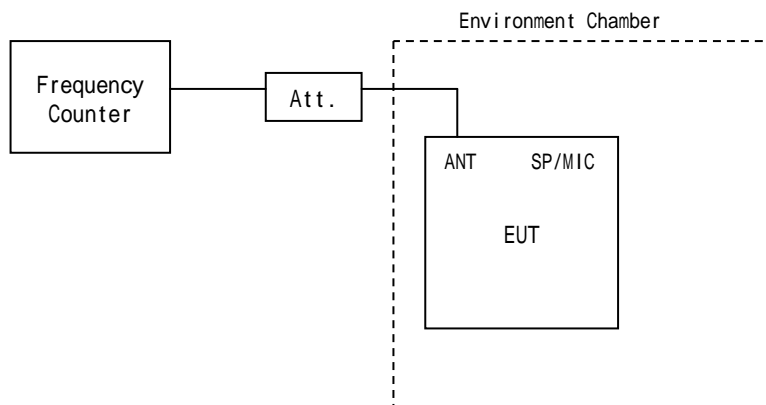 Environment Chamber
Frequency
Counter
Att.
ANT SP/MIC
EUT